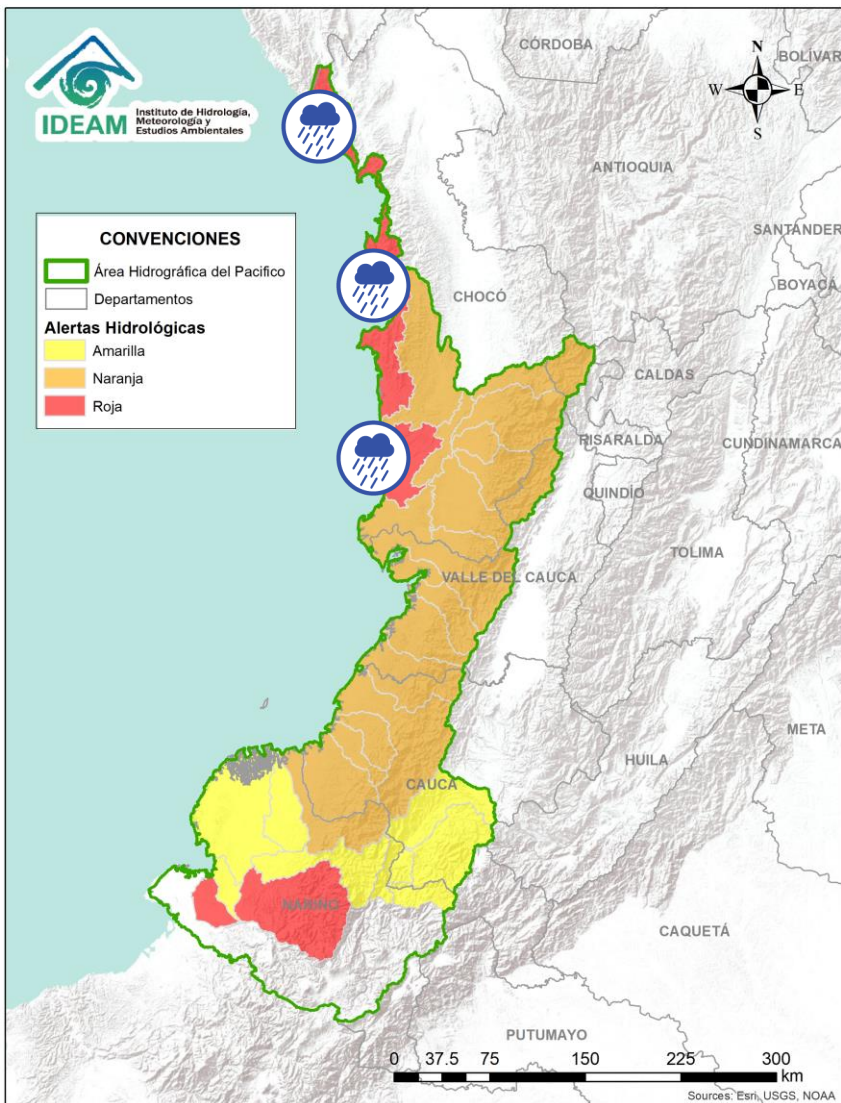 IDEAM
Instituto de Hidrología,
Meteorología y
Estudios Ambientales
CÓRDOBA
BOLÍVAR
N
W
E
S
ANTIOQUIA
SANTANDER
BOYACÁ
CONVENCIONES
Área Hidrográfica del Pacifico
Departamentos
Alertas Hidrológicas
Amarilla
Naranja
Roja
CHOCÓ
CALDAS
RISARALDA
CUNDINAMARCA
QUINDÍO
TOLIMA
VALLE DEL CAUCA
META
HUILA
CAUCA
NARIÑO
CAQUETÁ
PUTUMAYO
0 37.5 75 150 225 300
km
Sources: Esri, USGS, NOAA